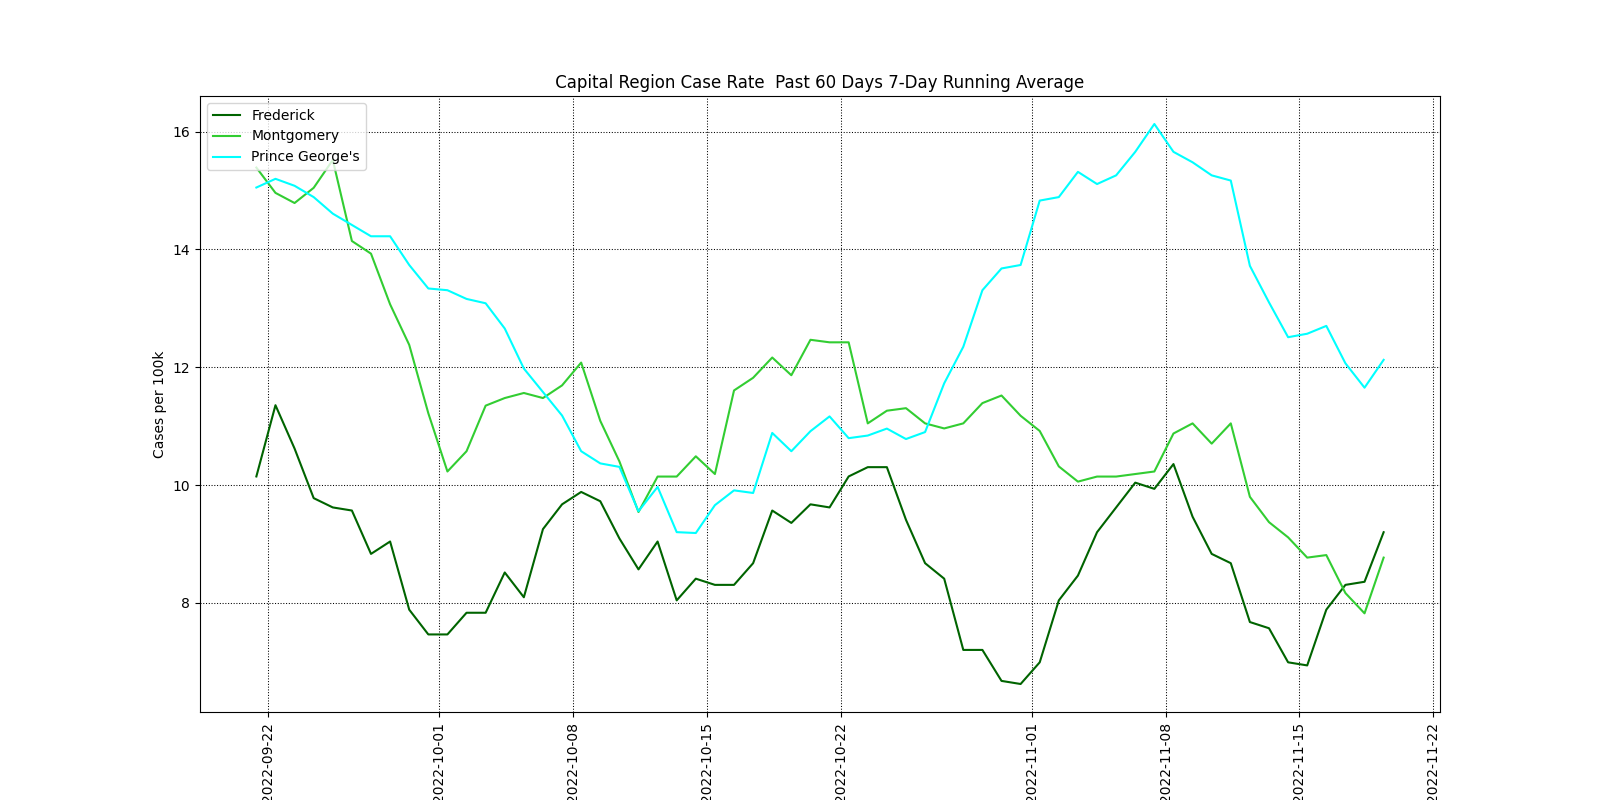 Capital Region Case Rate  Past 60 Days 7-Day Running Average
Frederick
Montgomery
Prince George's
Cases per 100k
16
14
12
10
8
2022-09-22
2022-10-01
2022-10-08
2022-10-15
2022-10-22
2022-11-01
2022-11-08
2022-11-15
2022-11-22